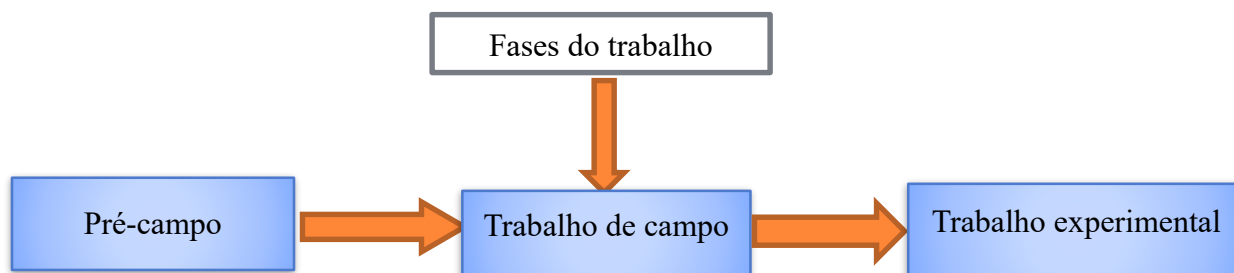 Fases do trabalho
Pré-campo
Trabalho de campo
Trabalho experimental